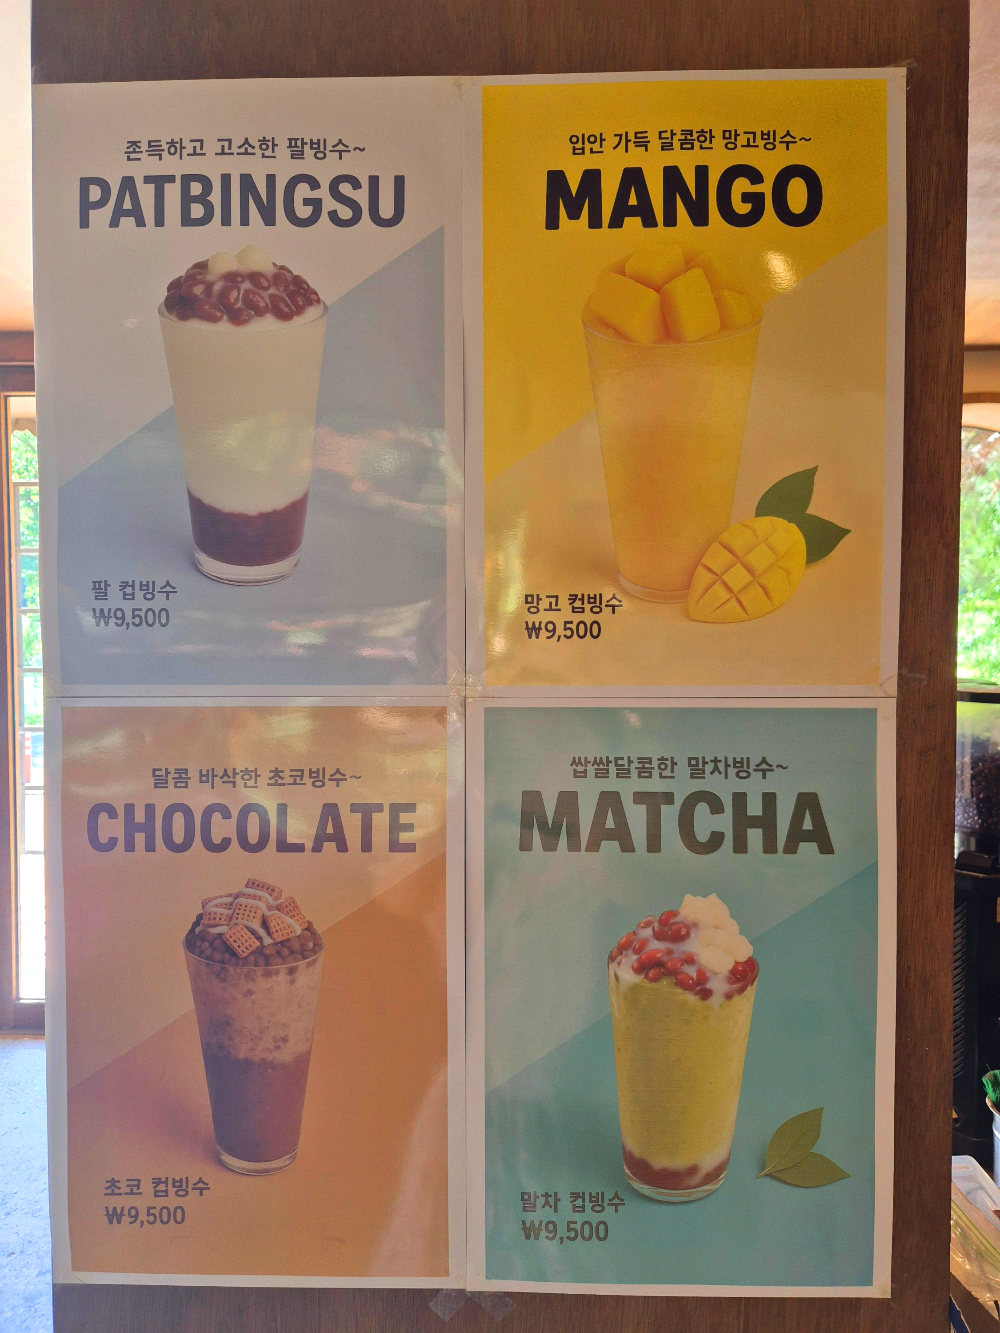 존득하고 고소한 팔빙수~
PATBINGSU
팔 컵빙수
₩9,500
입안 가득 달콤한 망고빙수~
MANGO
망고 컵빙수
₩9,500
달콤 바삭한 초코빙수~
CHOCOLATE
초코 컵빙수
₩9,500
쌉쌀달콤한 말차빙수~
MATCHA
말차 컵빙수
₩9,500